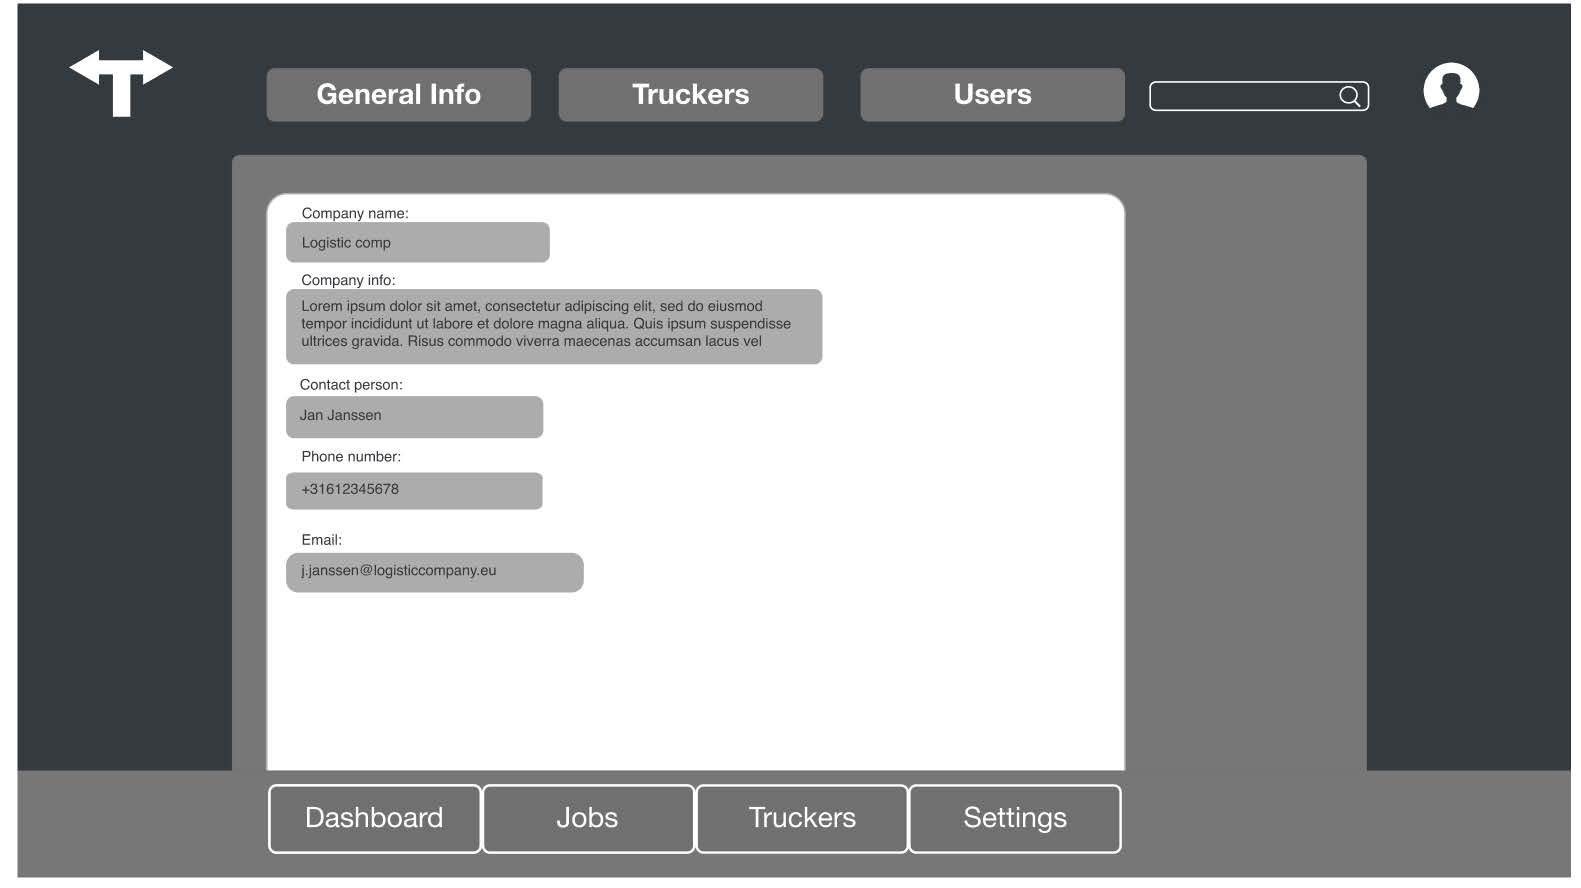 General Info
Truckers
Users
Company name:
Logistic comp
Company info:
Lorem ipsum dolor sit amet, consectetur adipiscing elit, sed do eiusmod
tempor incididunt ut labore et dolore magna aliqua. Quis ipsum suspendisse
ultrices gravida. Risus commodo viverra maecenas accumsan lacus vel
Contact person:
Jan Janssen
Phone number:
+31612345678
Email:
j.janssen@logisticcompany.eu
Dashboard
Jobs
Truckers
Settings